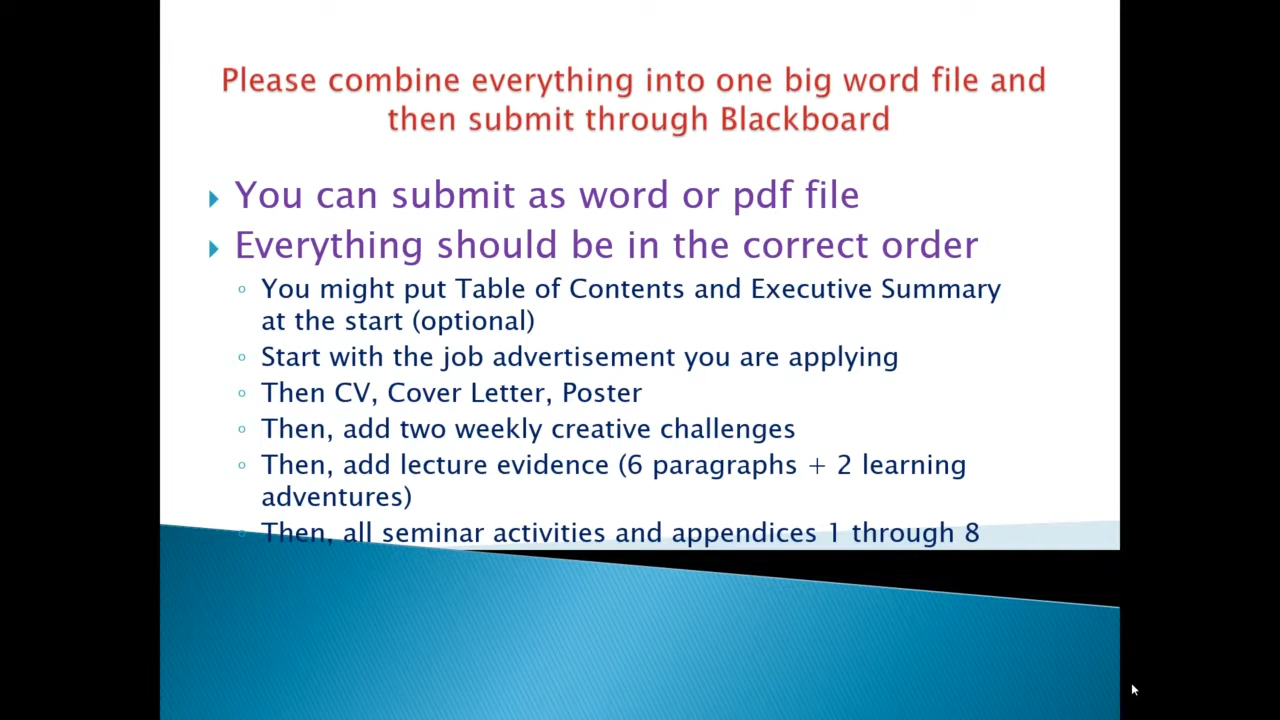 Please combine everything into one big word file and
then submit through Blackboard
You can submit as word or pdf file
Everything should be in the correct order
You might put Table of Contents and Executive Summary
at the start (optional)
Start with the job advertisement you are applying
Then CV, Cover Letter, Poster
Then, add two weekly creative challenges
Then, add lecture evidence (6 paragraphs + 2 learning
adventures)
Then, all seminar activities and appendices 1 through 8